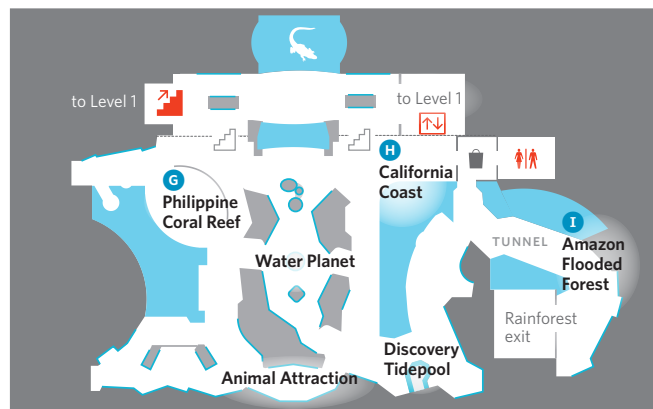 to Level 1
to Level 1
H
California
Coast
G
Philippine
Coral Reef
I
TUNNEL
Amazon
Flooded
Forest
Water Planet
Rainforest
exit
Discovery
Tidepool
Animal Attraction